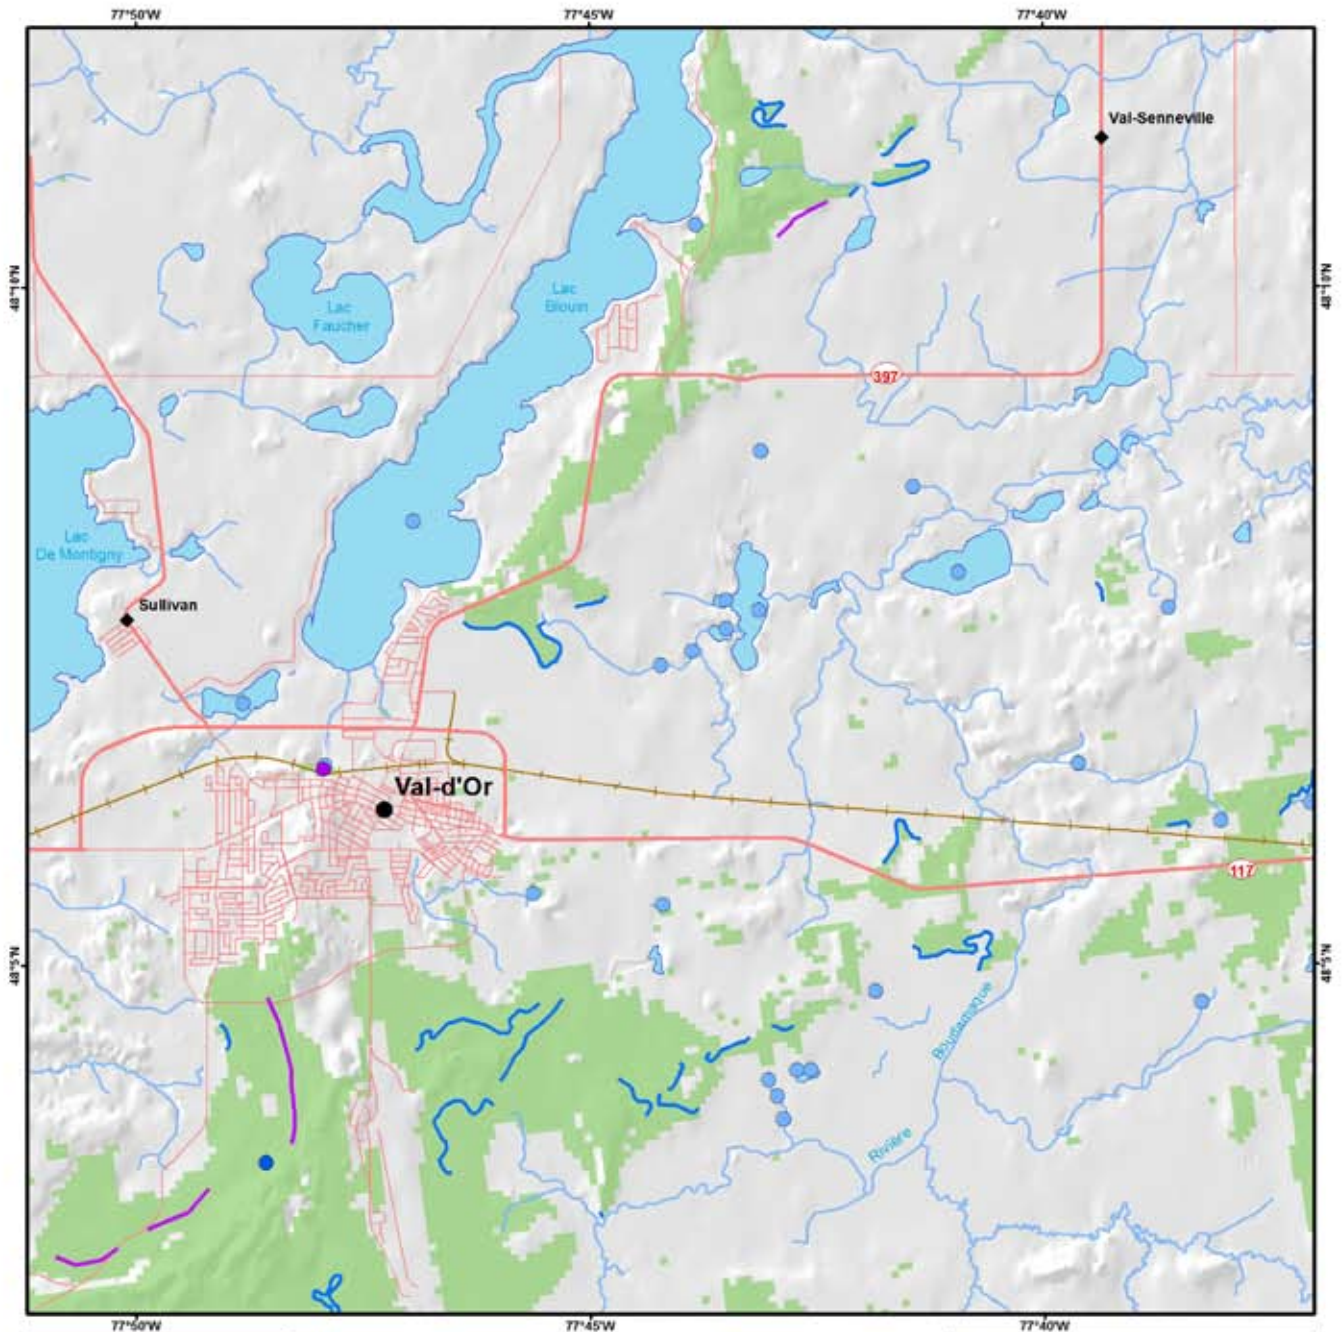 77°50'W 77°45'W 77°40'W
Val-Senneville
48°10'N 48°10'N
Lac
Faucher
Lac
Blouin
397
Lac
De Montigny
Sullivan
Val-d'Or
117
48°5'N 48°5'N
Bourlamaque
Rivière
77°50'W 77°45'W 77°40'W